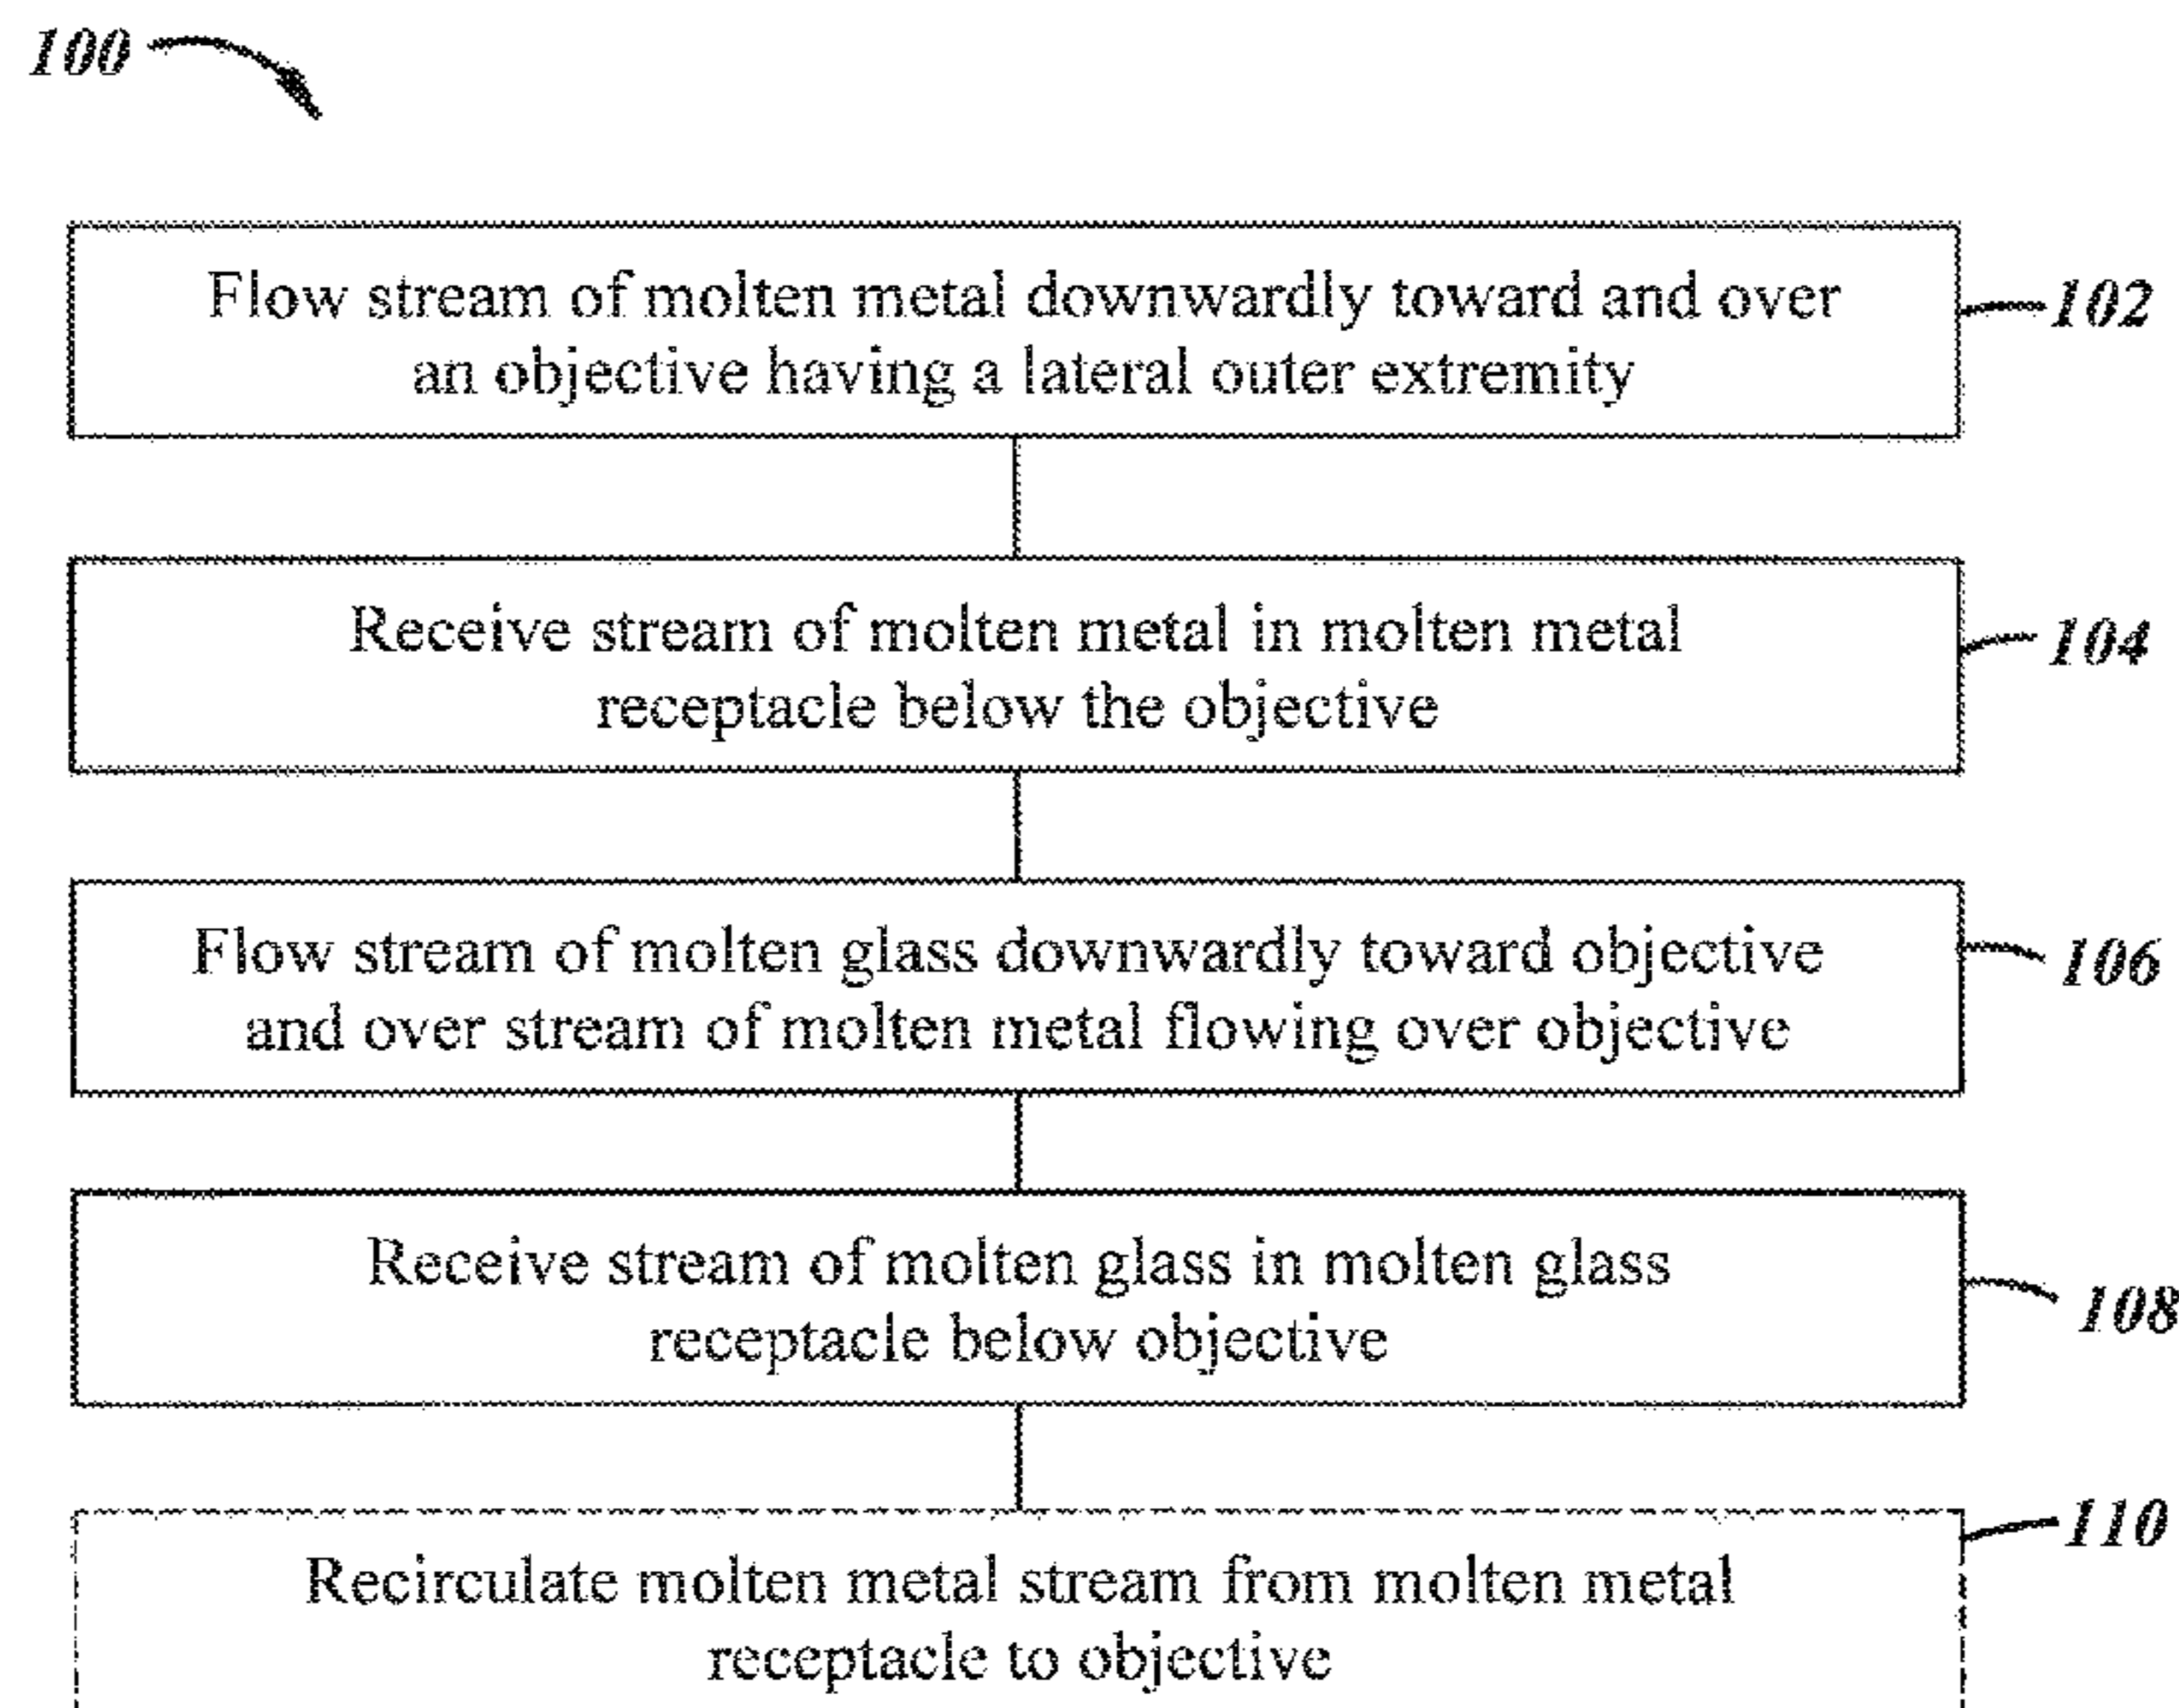 100
Flow stream of molten metal downwardly toward and over
an objective having a lateral outer extremity
102
Receive stream of molten metal in molten metal
receptacle below the objective
104
Flow stream of molten glass downwardly toward objective
and over stream of molten metal flowing over objective
106
Receive stream of molten glass in molten glass
receptacle below objective
108
Recirculate molten metal stream from molten metal
receptacle to objective
110